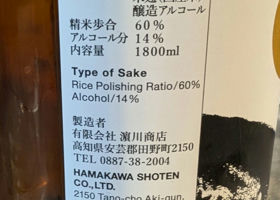 醸造アルコール
精米歩合 60%
アルコール分 14%
内容量 1800ml
Type of Sake
Rice Polishing Ratio/60%
Alcohol/14%
製造者
有限会社 濵川商店
高知県安芸郡田野町2150
TEL 0887-38-2004
HAMAKAWA SHOTEN
CO.,LTD.
2150 Tano-cho Aki-gun,